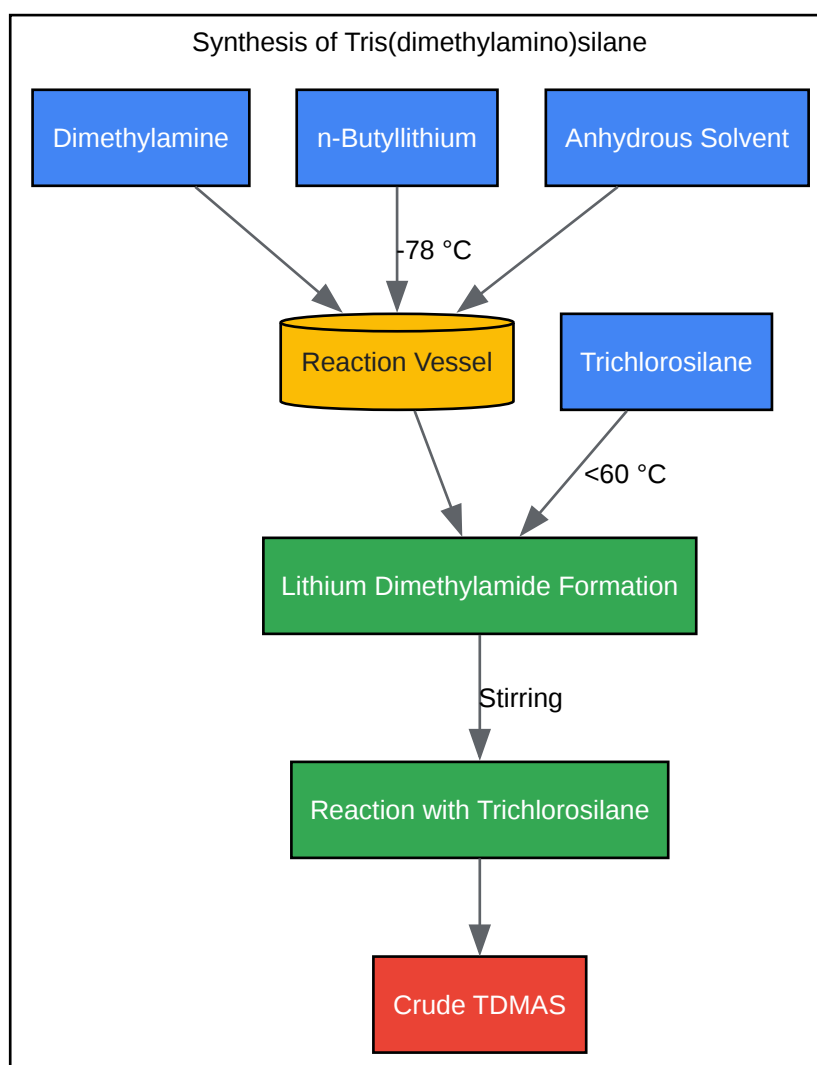 Synthesis of Tris(dimethylamino)silane
Dimethylamine
n-Butyllithium
Anhydrous Solvent
-78 °C
Reaction Vessel
Trichlorosilane
<60 °C
Lithium Dimethylamide Formation
Stirring
Reaction with Trichlorosilane
Crude TDMAS